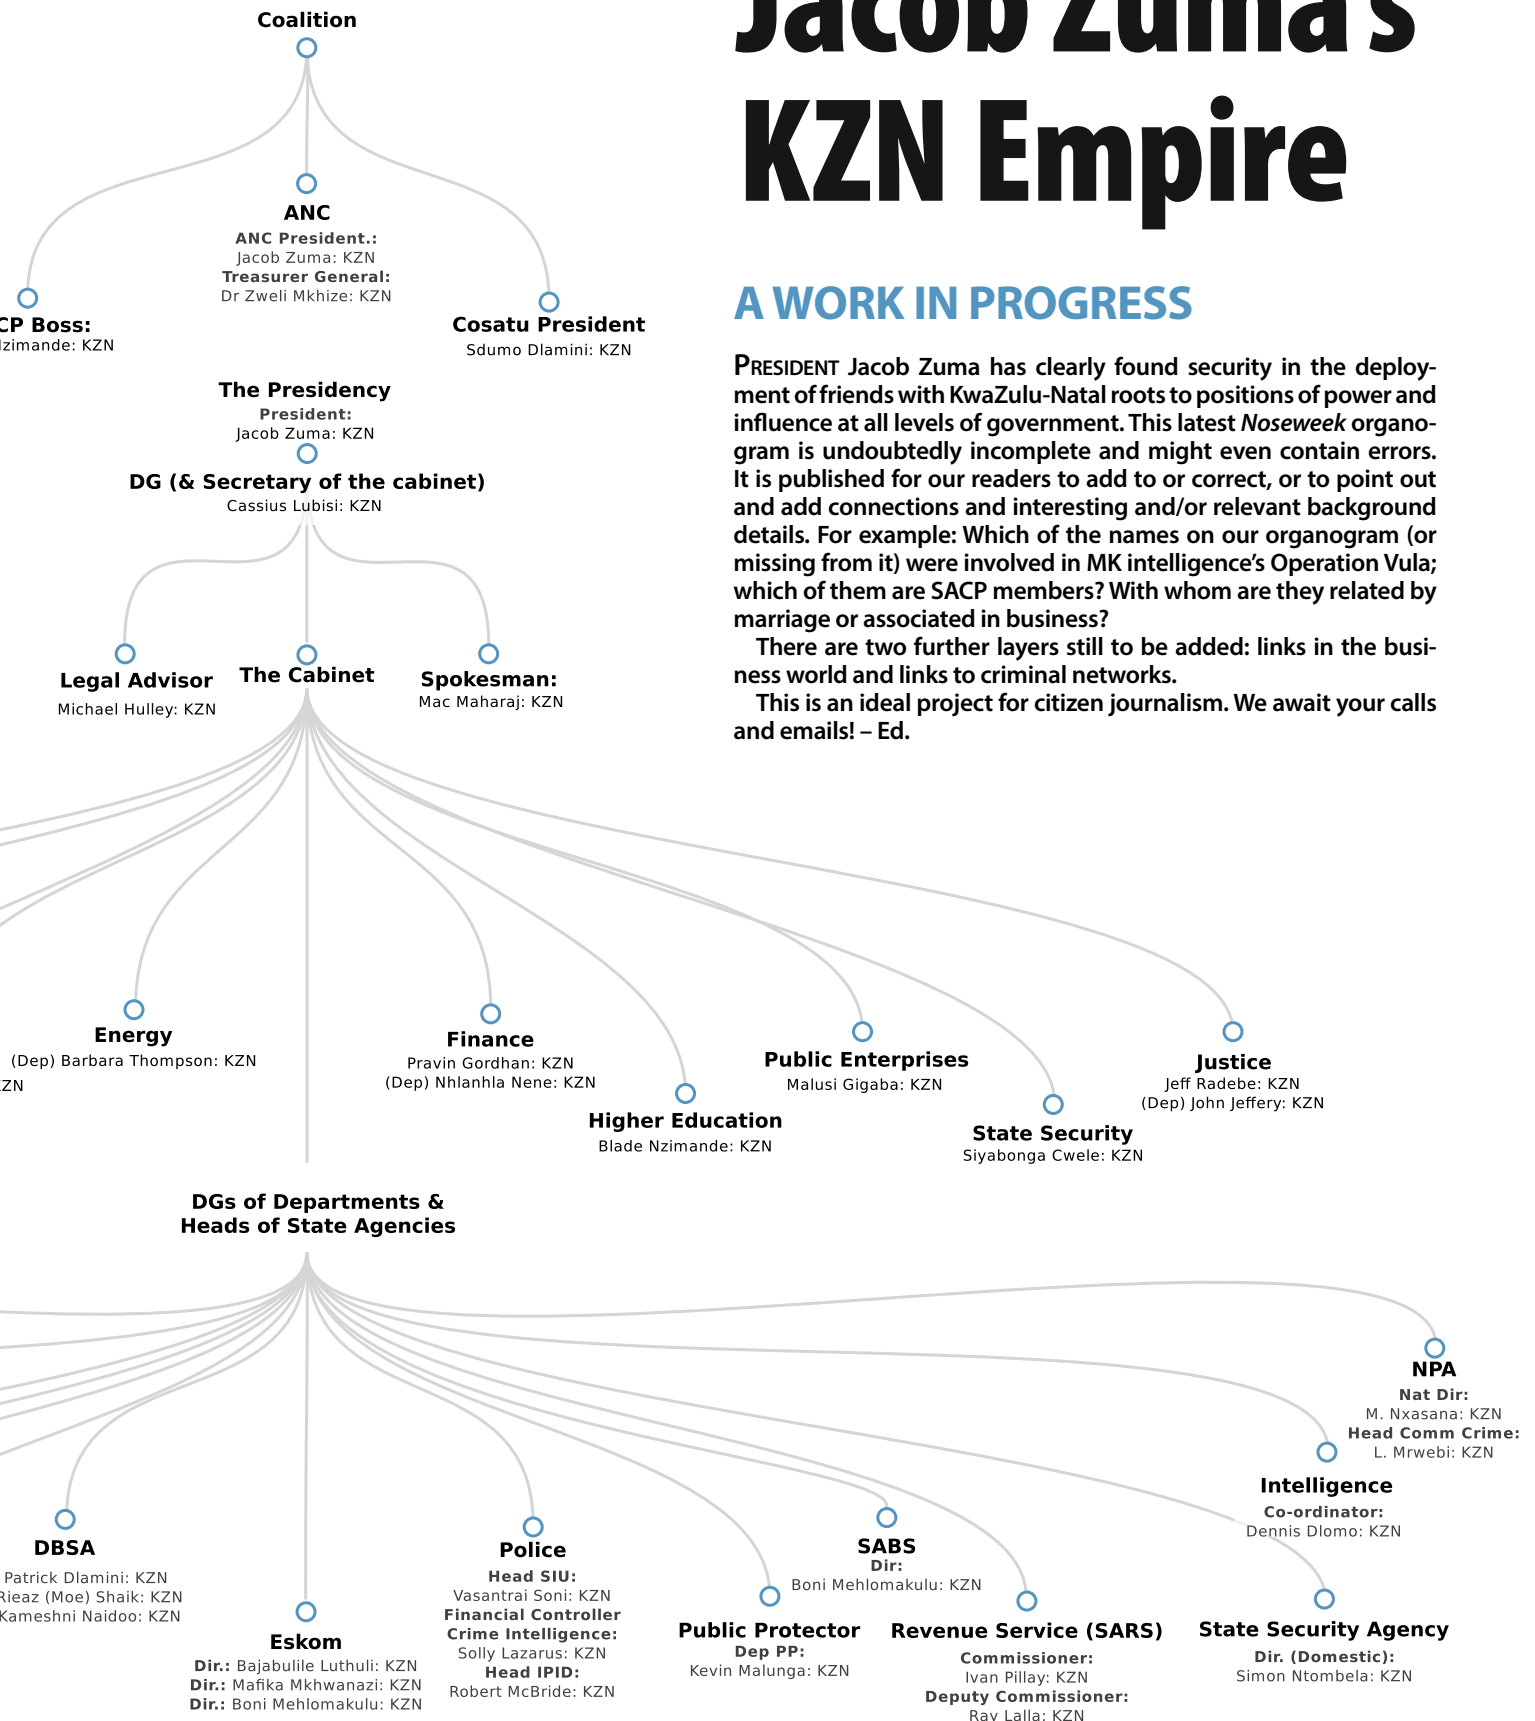 Coalition
Jacob Zuma's
KZN Empire
ANC
ANC President.:
Jacob Zuma: KZN
Treasurer General:
Dr Zweli Mkhize: KZN
CP Boss:
Nzimande: KZN
Cosatu President
Sdumo Dlamini: KZN
A WORK IN PROGRESS
PRESIDENT Jacob Zuma has clearly found security in the deploy-
ment of friends with KwaZulu-Natal roots to positions of power and
influence at all levels of government. This latest Noseweek organo-
gram is undoubtedly incomplete and might even contain errors.
It is published for our readers to add to or correct, or to point out
and add connections and interesting and/or relevant background
details. For example: Which of the names on our organogram (or
missing from it) were involved in MK intelligence's Operation Vula;
which of them are SACP members? With whom are they related by
marriage or associated in business?
There are two further layers still to be added: links in the busi-
ness world and links to criminal networks.
This is an ideal project for citizen journalism. We await your calls
and emails! – Ed.
The Presidency
President:
Jacob Zuma: KZN
DG (& Secretary of the cabinet)
Cassius Lubisi: KZN
Legal Advisor
Michael Hulley: KZN
The Cabinet
Spokesman:
Mac Maharaj: KZN
Energy
(Dep) Barbara Thompson: KZN
ZN
Finance
Pravin Gordhan: KZN
(Dep) Nhlanhla Nene: KZN
Higher Education
Blade Nzimande: KZN
Public Enterprises
Malusi Gigaba: KZN
State Security
Siyabonga Cwele: KZN
Justice
Jeff Radebe: KZN
(Dep) John Jeffery: KZN
DGs of Departments &
Heads of State Agencies
NPA
Nat Dir:
M. Nxasana: KZN
Head Comm Crime:
L. Mrwebi: KZN
Intelligence
Co-ordinator:
Dennis Dlomo: KZN
DBSA
Patrick Dlamini: KZN
Rieaz (Moe) Shaik: KZN
Kameshni Naidoo: KZN
Eskom
Dir.: Bajabulile Luthuli: KZN
Dir.: Mafika Mkhwanazi: KZN
Dir.: Boni Mehlomakulu: KZN
Police
Head SIU:
Vasantrai Soni: KZN
Financial Controller
Crime Intelligence:
Solly Lazarus: KZN
Head IPID:
Robert McBride: KZN
Public Protector
Dep PP:
Kevin Malunga: KZN
SABS
Dir:
Boni Mehlomakulu: KZN
Revenue Service (SARS)
Commissioner:
Ivan Pillay: KZN
Deputy Commissioner:
Ray Lalla: KZN
State Security Agency
Dir. (Domestic):
Simon Ntombela: KZN